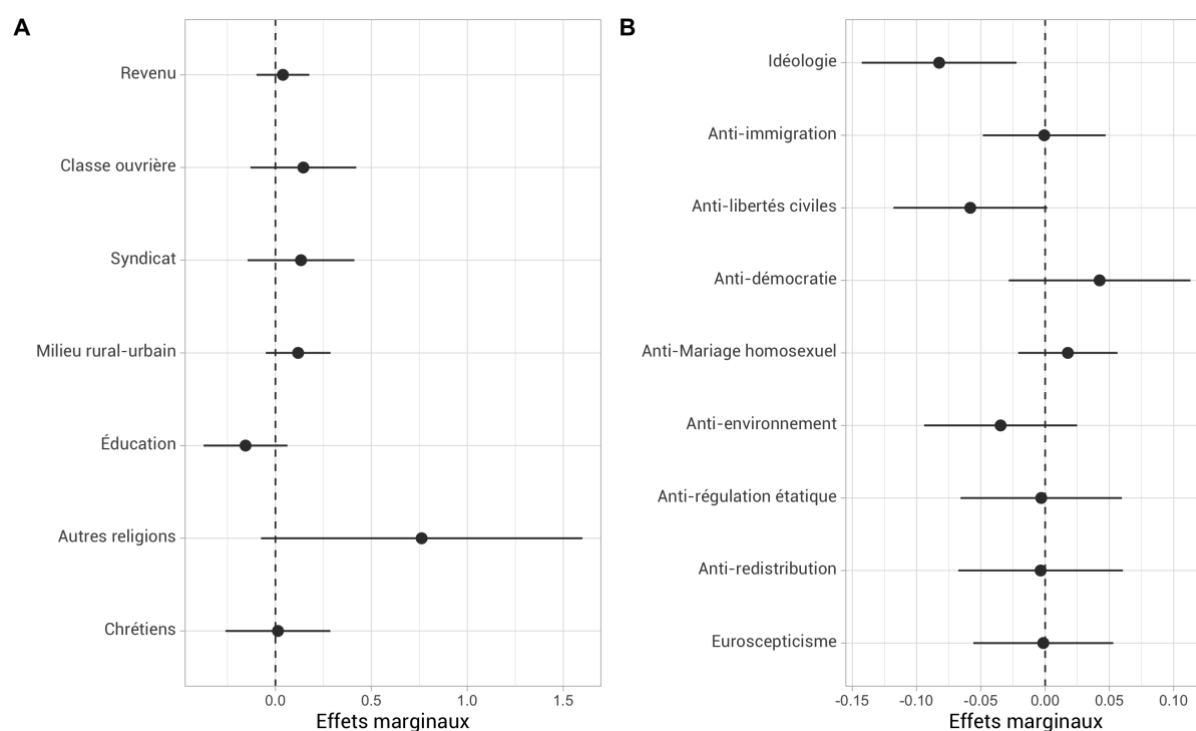 A
Revenu
Classe ouvrière
Syndicat
Milieu rural-urbain
Éducation
Autres religions
Chrétiens
0.0 0.5 1.0 1.5
Effets marginaux
B
Idéologie
Anti-immigration
Anti-libertés civiles
Anti-démocratie
Anti-Mariage homosexuel
Anti-environnement
Anti-régulation étatique
Anti-redistribution
Euroscepticisme
-0.15 -0.10 -0.05 0.00 0.05 0.10
Effets marginaux